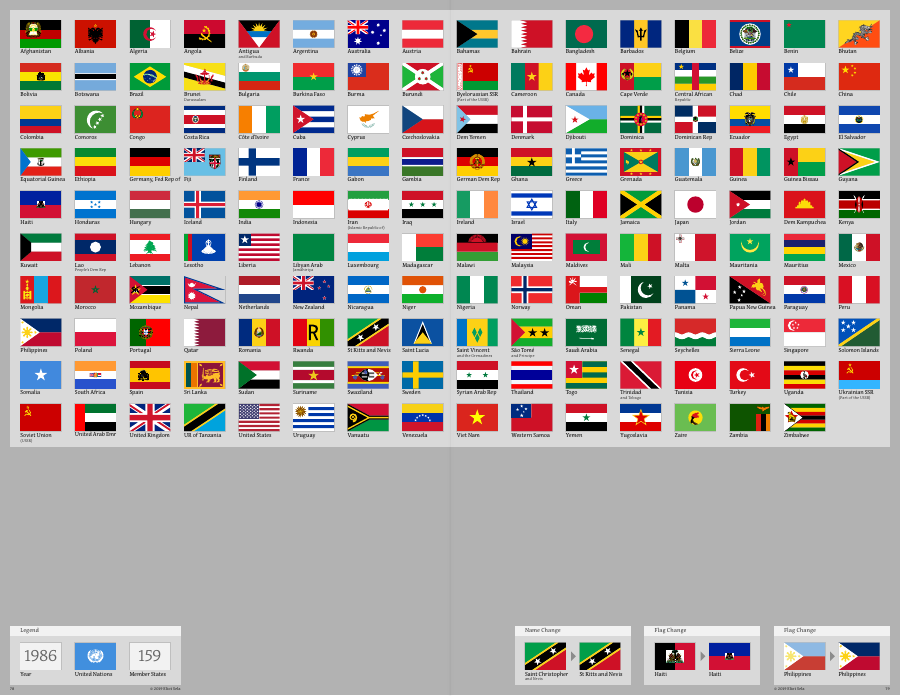 Afghanistan
Albania
Algeria
Angola
Antigua
and Barbuda
Argentina
Australia
Austria
Bahamas
Bahrain
Bangladesh
Barbados
Belgium
Belize
Benin
Bhutan
Bolivia
Botswana
Brazil
Brunei
Darussalam
Bulgaria
Burkina Faso
Burma
Burundi
Byelorussian SSR
(Part of the USSR)
Cameroon
Canada
Cape Verde
Central African
Republic
Chad
Chile
China
Colombia
Comoros
Congo
Costa Rica
Côte d'Ivoire
Cuba
Cyprus
Czechoslovakia
Dem Yemen
Denmark
Djibouti
Dominica
Dominican Rep
Ecuador
Egypt
El Salvador
Equatorial Guinea
Ethiopia
Germany, Fed Rep of
Fiji
Finland
France
Gabon
Gambia
German Dem Rep
Ghana
Greece
Grenada
Guatemala
Guinea
Guinea Bissau
Guyana
Haiti
Honduras
Hungary
Iceland
India
Indonesia
Iran
(Islamic Republic of)
Iraq
Ireland
Israel
Italy
Jamaica
Japan
Jordan
Dem Kampuchea
Kenya
Kuwait
Lao
People's Dem Rep
Lebanon
Lesotho
Liberia
Libyan Arab
Jamahiriya
Luxembourg
Madagascar
Malawi
Malaysia
Maldives
Mali
Malta
Mauritania
Mauritius
Mexico
Mongolia
Morocco
Mozambique
Nepal
Netherlands
New Zealand
Nicaragua
Niger
Nigeria
Norway
Oman
Pakistan
Panama
Papua New Guinea
Paraguay
Peru
Philippines
Poland
Portugal
Qatar
Romania
Rwanda
St Kitts and Nevis
Saint Lucia
Saint Vincent
and the Grenadines
São Tomé
and Principe
Saudi Arabia
Senegal
Seychelles
Sierra Leone
Singapore
Solomon Islands
Somalia
South Africa
Spain
Sri Lanka
Sudan
Suriname
Swaziland
Sweden
Syrian Arab Rep
Thailand
Togo
Trinidad
and Tobago
Tunisia
Turkey
Uganda
Ukrainian SSR
(Part of the USSR)
Soviet Union
(USSR)
United Arab Emr
United Kingdom
UR of Tanzania
United States
Uruguay
Vanuatu
Venezuela
Viet Nam
Western Samoa
Yemen
Yugoslavia
Zaire
Zambia
Zimbabwe
Legend
1986
Year
United Nations
159
Member States
Name Change
Saint Christopher
and Nevis
St Kitts and Nevis
Flag Change
Haiti
Haiti
Flag Change
Philippines
Philippines